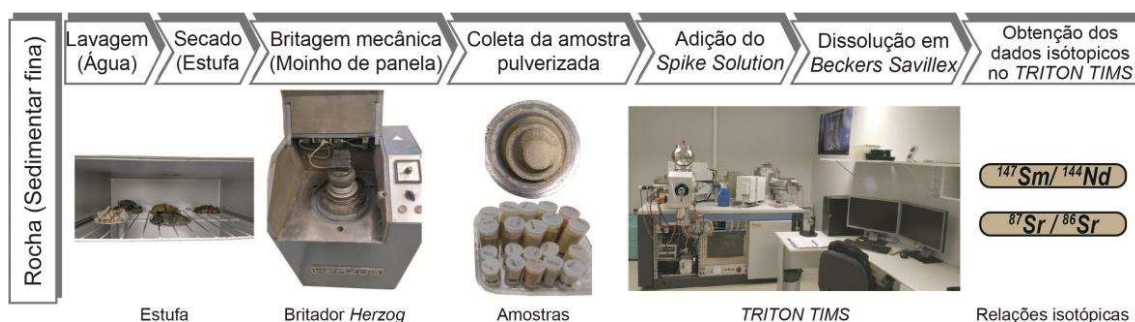 Rocha (Sedimentar fina)
Lavagem
(Água)
Secado
(Estufa
Britagem mecânica
(Moinho de panela)
Coleta da amostra
pulverizada
Adição do
Spike Solution
Dissolução em
Beckers Savillex
Obtenção dos
dados isótopicos
no TRITON TIMS
HERZOG
¹⁴⁷Sm/ ¹⁴⁴Nd
⁸⁷Sr / ⁸⁶Sr
Estufa
Britador Herzog
Amostras
TRITON TIMS
Relações isotópicas